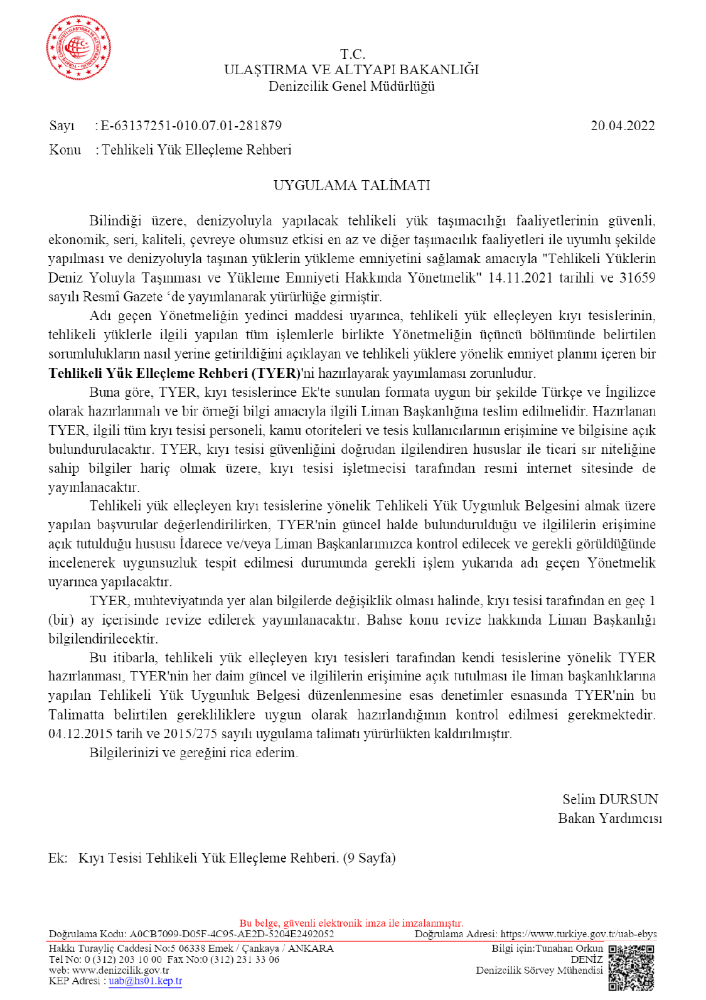 T.C.
ULAŞTIRMA VE ALTYAPI BAKANLIĞI
Denizcilik Genel Müdürlüğü
Sayı : E-63137251-010.07.01-281879 20.04.2022
Konu : Tehlikeli Yük Elleçleme Rehberi
UYGULAMA TALİMATI
Bilindiği üzere, denizyoluyla yapılacak tehlikeli yük taşımacılığı faaliyetlerinin güvenli,
ekonomik, seri, kaliteli, çevreye olumsuz etkisi en az ve diğer taşımacılık faaliyetleri ile uyumlu şekilde
yapılması ve denizyoluyla taşınan yüklerin yükleme emniyetini sağlamak amacıyla "Tehlikeli Yüklerin
Deniz Yoluyla Taşınması ve Yükleme Emniyeti Hakkında Yönetmelik" 14.11.2021 tarihli ve 31659
sayılı Resmî Gazete ‘de yayımlanarak yürürlüğe girmiştir.
Adı geçen Yönetmeliğin yedinci maddesi uyarınca, tehlikeli yük elleçleyen kıyı tesislerinin,
tehlikeli yüklerle ilgili yapılan tüm işlemlerle birlikte Yönetmeliğin üçüncü bölümünde belirtilen
sorumlulukların nasıl yerine getirildiğini açıklayan ve tehlikeli yüklere yönelik emniyet planını içeren bir
Tehlikeli Yük Elleçleme Rehberi (TYER)'ni hazırlayarak yayımlaması zorunludur.
Buna göre, TYER, kıyı tesislerince Ek'te sunulan formata uygun bir şekilde Türkçe ve İngilizce
olarak hazırlanmalı ve bir örneği bilgi amacıyla ilgili Liman Başkanlığına teslim edilmelidir. Hazırlanan
TYER, ilgili tüm kıyı tesisi personeli, kamu otoriteleri ve tesis kullanıcılarının erişimine ve bilgisine açık
bulundurulacaktır. TYER, kıyı tesisi güvenliğini doğrudan ilgilendiren hususlar ile ticari sır niteliğine
sahip bilgiler hariç olmak üzere, kıyı tesisi işletmecisi tarafından resmi internet sitesinde de
yayınlanacaktır.
Tehlikeli yük elleçleyen kıyı tesislerine yönelik Tehlikeli Yük Uygunluk Belgesini almak üzere
yapılan başvurular değerlendirilirken, TYER'nin güncel halde bulundurulduğu ve ilgililerin erişimine
açık tutulduğu hususu İdarece ve/veya Liman Başkanlarımızca kontrol edilecek ve gerekli görüldüğünde
incelenerek uygunsuzluk tespit edilmesi durumunda gerekli işlem yukarıda adı geçen Yönetmelik
uyarınca yapılacaktır.
TYER, muhteviyatında yer alan bilgilerde değişiklik olması halinde, kıyı tesisi tarafından en geç 1
(bir) ay içerisinde revize edilerek yayımlanacaktır. Bahse konu revize hakkında Liman Başkanlığı
bilgilendirilecektir.
Bu itibarla, tehlikeli yük elleçleyen kıyı tesisleri tarafından kendi tesislerine yönelik TYER
hazırlanması, TYER'nin her daim güncel ve ilgililerin erişimine açık tutulması ile liman başkanlıklarına
yapılan Tehlikeli Yük Uygunluk Belgesi düzenlenmesine esas denetimler esnasında TYER'nin bu
Talimatta belirtilen gerekliliklere uygun olarak hazırlandığının kontrol edilmesi gerekmektedir.
04.12.2015 tarih ve 2015/275 sayılı uygulama talimatı yürürlükten kaldırılmıştır.
Bilgilerinizi ve gereğini rica ederim.
Selim DURSUN
Bakan Yardımcısı
Ek: Kıyı Tesisi Tehlikeli Yük Elleçleme Rehberi. (9 Sayfa)
Bu belge, güvenli elektronik imza ile imzalanmıştır.
Doğrulama Kodu: A0CB7099-D05F-4C95-AE2D-5204E2492052 Doğrulama Adresi: https://www.turkiye.gov.tr/uab-ebys
Hakkı Turayliç Caddesi No:5 06338 Emek / Çankaya / ANKARA Bilgi için:Tunahan Orkun
Tel No: 0 (312) 203 10 00 Fax No:0 (312) 231 33 06 DENİZ
web: www.denizcilik.gov.tr Denizcilik Sörvey Mühendisi
KEP Adresi : uab@hs01.kep.tr